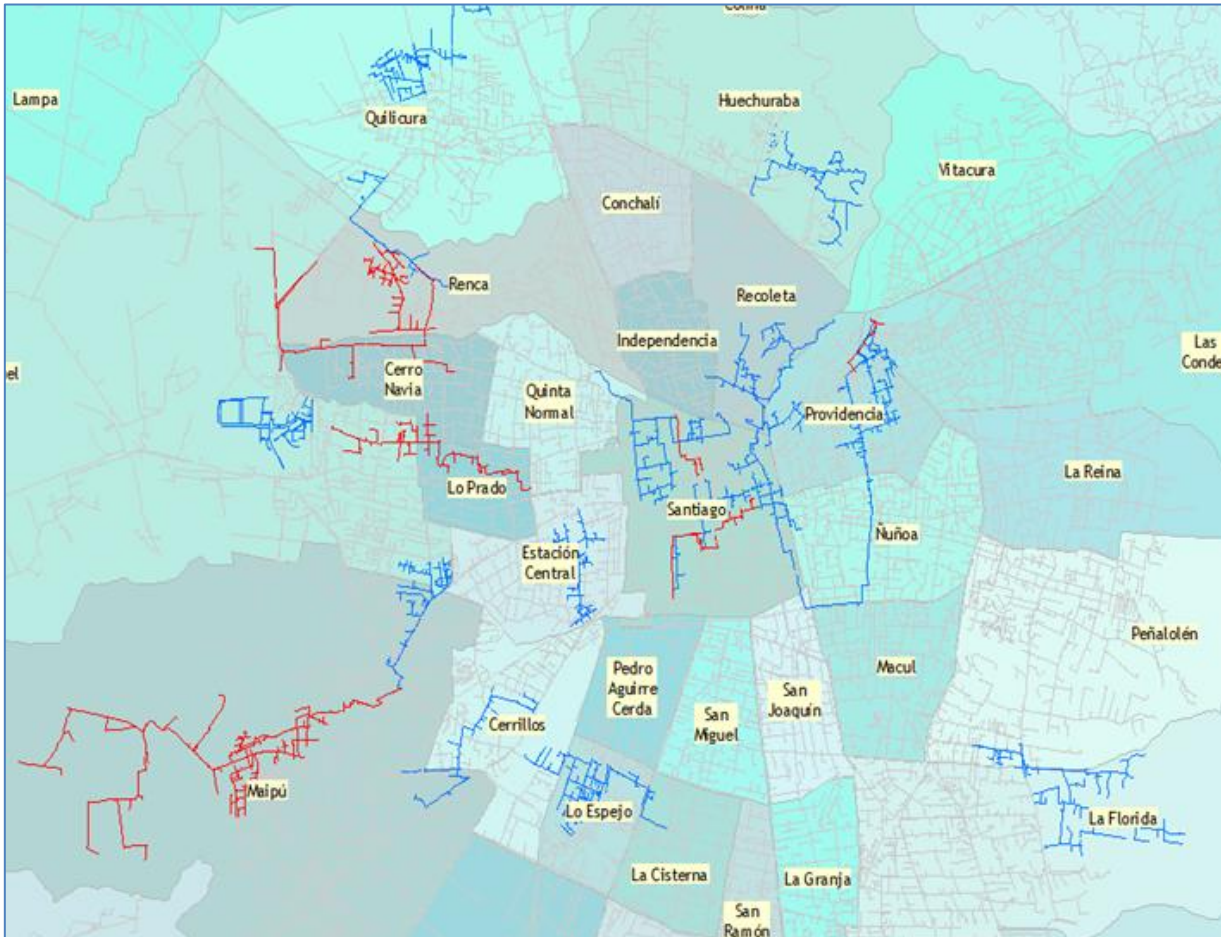 Colina
Lampa
Quilicura
Huechuraba
Vitacura
Conchalí
Renca
Recoleta
Independencia
Las
Conde
el
Cerro
Navia
Quinta
Normal
Providencia
La Reina
Lo Prado
Santiago
Ñuñoa
Estación
Central
Peñalolén
Pedro
Aguirre
Cerda
Macul
San
Joaquín
San
Miguel
Cerrillos
Maipú
Lo Espejo
La Florida
La Cisterna
La Granja
San
Ramón